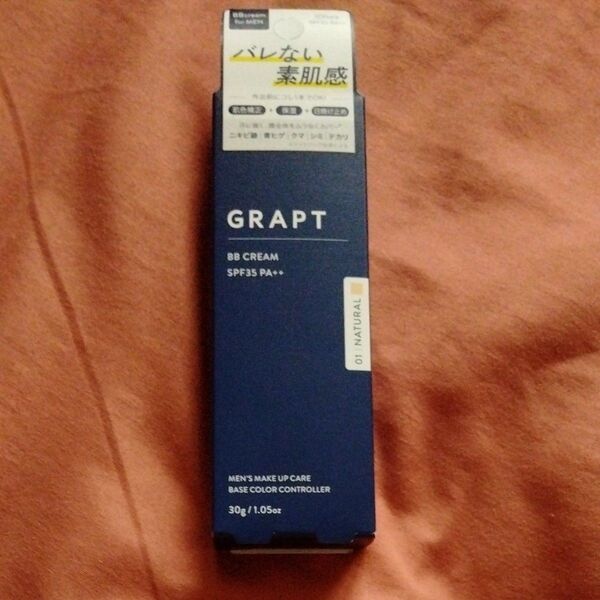 BBcream
for MEN
バレない
素肌感
肌色補正 + 保湿 + 日焼け止め
ニキビ跡 | 青ヒゲ | クマ | シミ | テカリ
GRAPT
BB CREAM
SPF35 PA++
01 | NATURAL
MEN'S MAKE UP CARE
BASE COLOR CONTROLLER
30g / 1.05oz